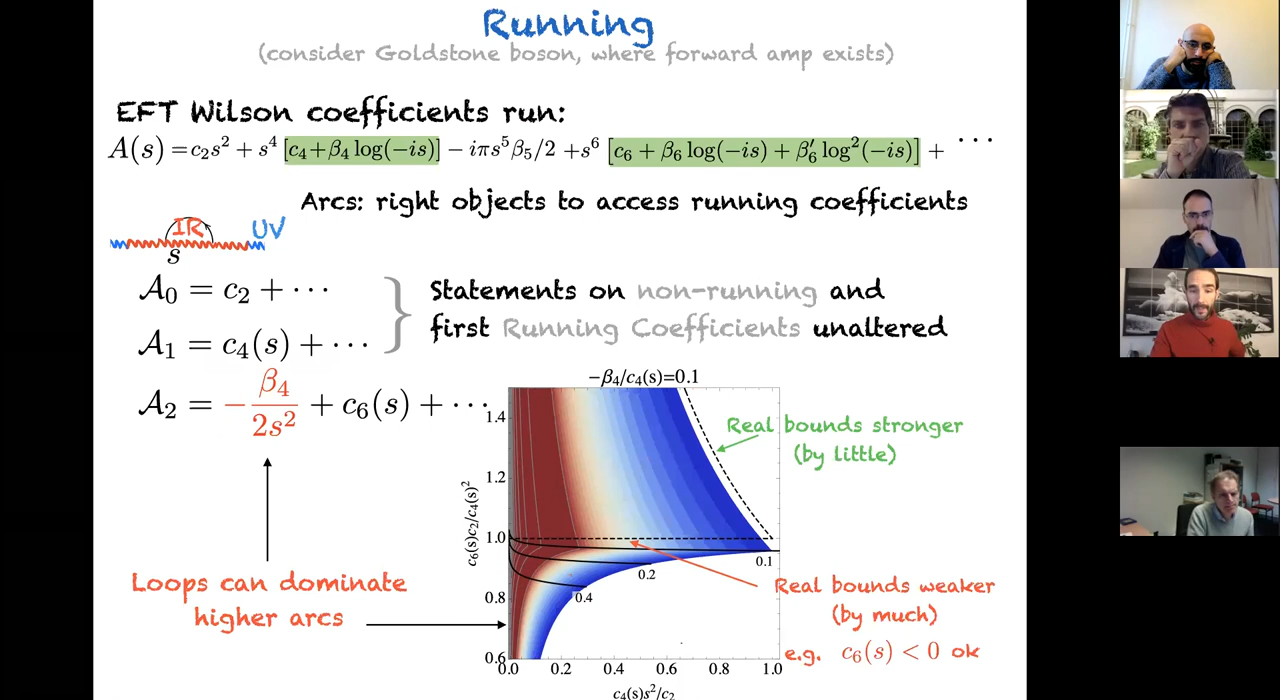 Running
(consider Goldstone boson, where forward amp exists)
EFT Wilson coefficients run:
A(s) = c₂s² + s⁴ [c₄ + β₄ log(−is)] − iπs⁵β₅/2 + s⁶ [c₆ + β₆ log(−is) + β′₆ log²(−is)] + ···
Arcs: right objects to access running coefficients
IR UV
s
𝒜₀ = c₂ + ···
𝒜₁ = c₄(s) + ···
Statements on non-running and
first Running Coefficients unaltered
𝒜₂ = − β₄/2s² + c₆(s) + ···
−β₄/c₄(s)=0.1
Real bounds stronger
(by little)
1.4
1.2
1.0
0.8
0.6
c₆(s)c₂/c₄(s)²
0.1
0.2
0.4
Real bounds weaker
(by much)
e.g. c₆(s) < 0 ok
Loops can dominate
higher arcs
0.0 0.2 0.4 0.6 0.8 1.0
c₄(s)s²/c₂